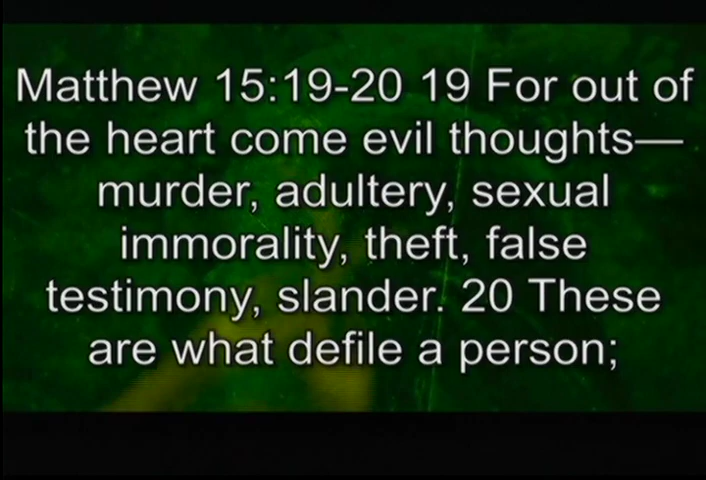 Matthew 15:19-20 19 For out of
the heart come evil thoughts—
murder, adultery, sexual
immorality, theft, false
testimony, slander. 20 These
are what defile a person;